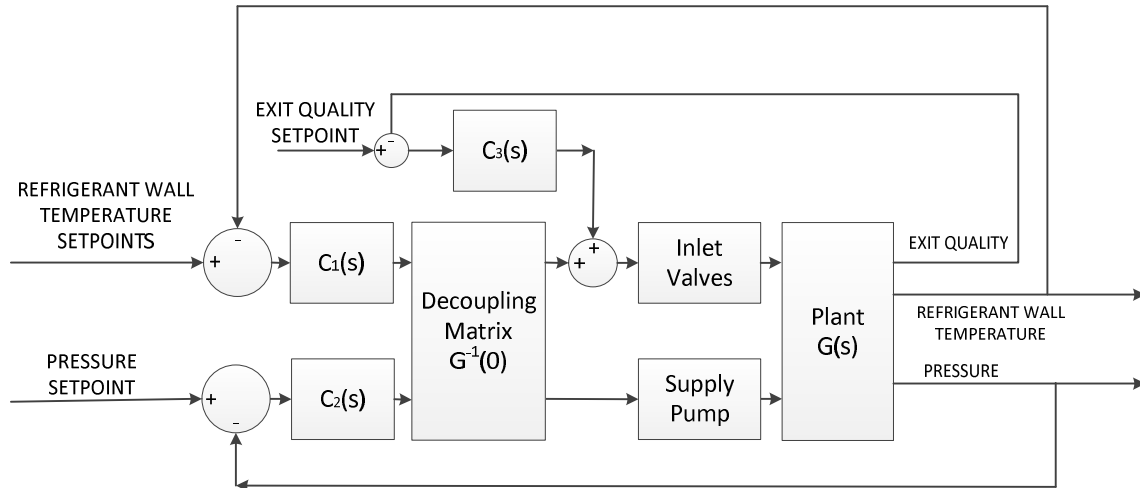 EXIT QUALITY
SETPOINT
+
-
C3(s)
REFRIGERANT WALL
TEMPERATURE
SETPOINTS
-
+
C1(s)
Decoupling
Matrix
G-1(0)
+
+
Inlet
Valves
Plant
G(s)
EXIT QUALITY
REFRIGERANT WALL
TEMPERATURE
PRESSURE
SETPOINT
+
-
C2(s)
Supply
Pump
PRESSURE